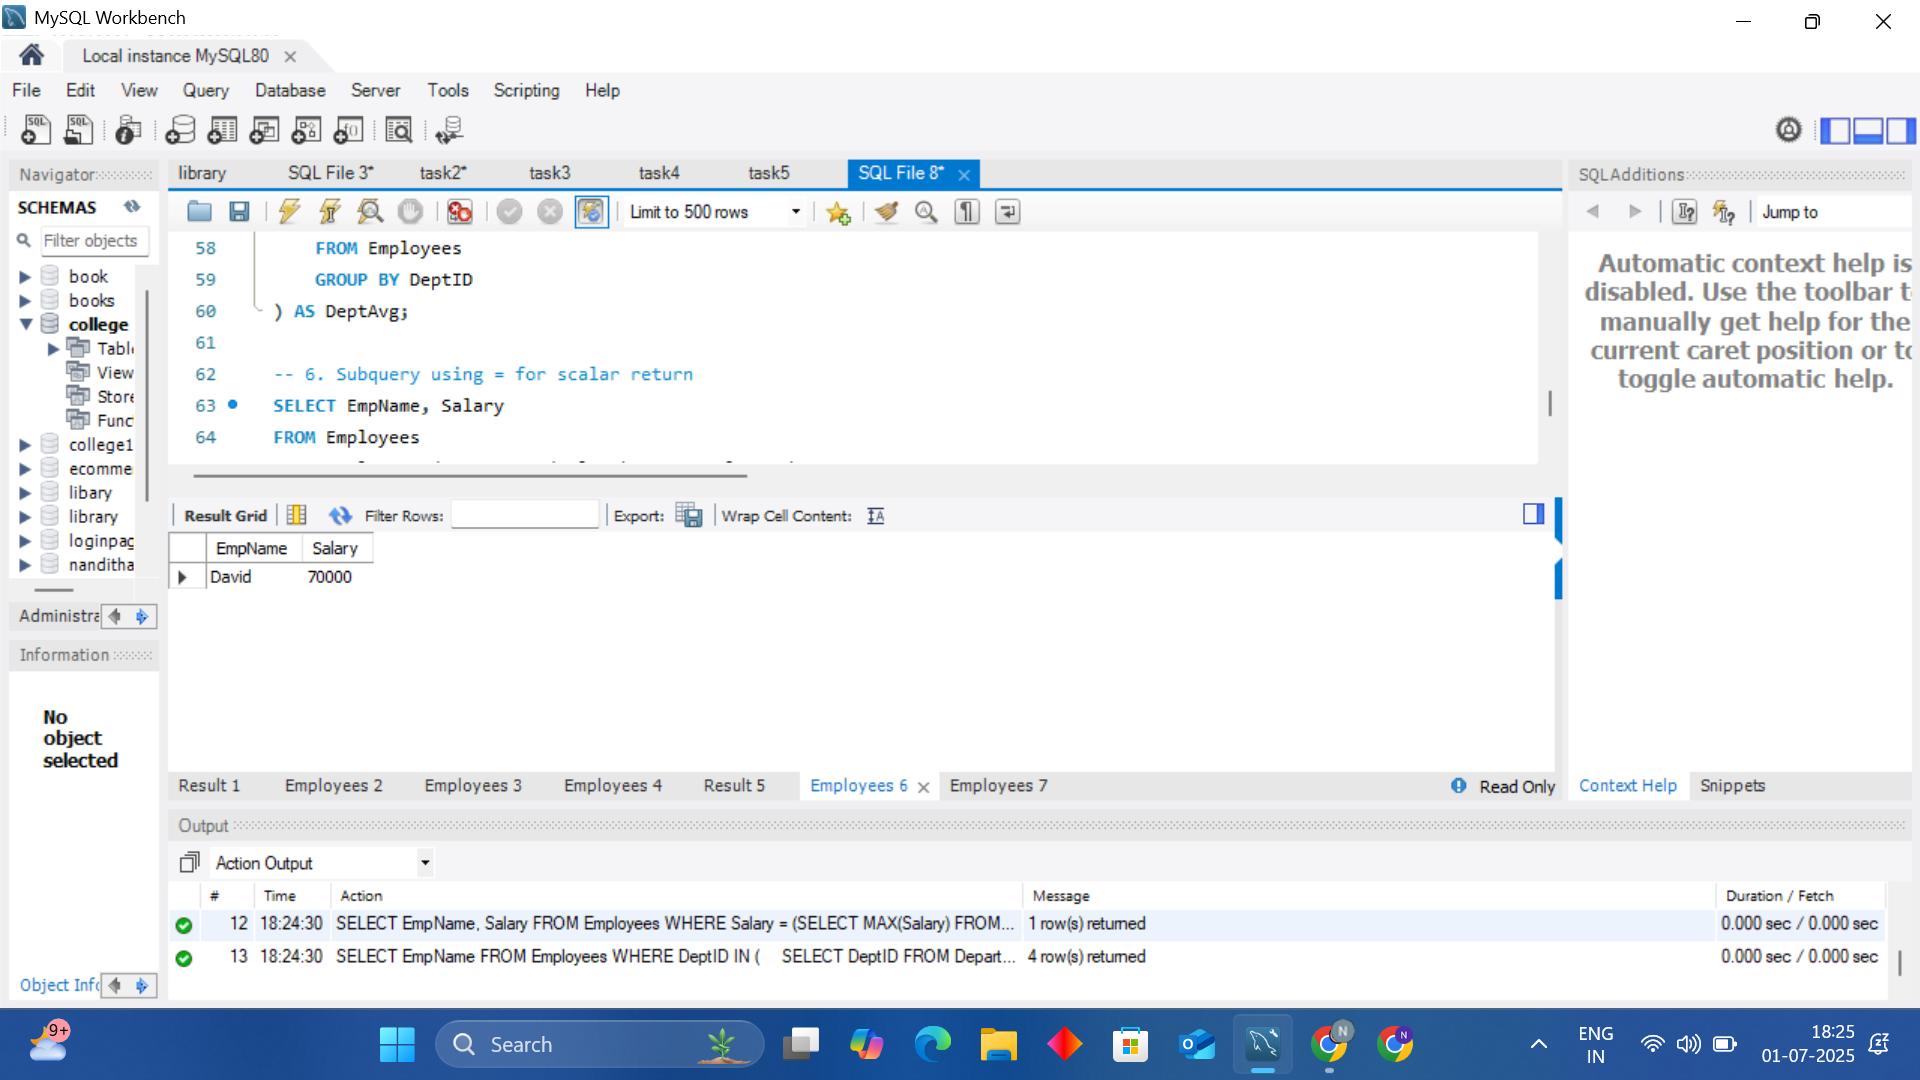 MySQL Workbench
Local instance MySQL80
File Edit View Query Database Server Tools Scripting Help
Navigator
SCHEMAS
Filter objects
book
books
college
Table
View
Store
Func
college1
ecomme
libary
library
loginpag
nanditha
Administra
Information
No
object
selected
Object Info
library SQL File 3* task2* task3 task4 task5 SQL File 8*
Limit to 500 rows
58 FROM Employees
59 GROUP BY DeptID
60 ) AS DeptAvg;
61
62 -- 6. Subquery using = for scalar return
63 SELECT EmpName, Salary
64 FROM Employees
Result Grid Filter Rows: Export: Wrap Cell Content:
EmpName Salary
David 70000
Result 1 Employees 2 Employees 3 Employees 4 Result 5 Employees 6 Employees 7 Read Only
SQLAdditions
Jump to
Automatic context help is
disabled. Use the toolbar t
manually get help for the
current caret position or to
toggle automatic help.
Context Help Snippets
Output
Action Output
# Time Action Message Duration / Fetch
12 18:24:30 SELECT EmpName, Salary FROM Employees WHERE Salary = (SELECT MAX(Salary) FROM... 1 row(s) returned 0.000 sec / 0.000 sec
13 18:24:30 SELECT EmpName FROM Employees WHERE DeptID IN ( SELECT DeptID FROM Depart... 4 row(s) returned 0.000 sec / 0.000 sec
9+
Search
ENG
IN
18:25
01-07-2025